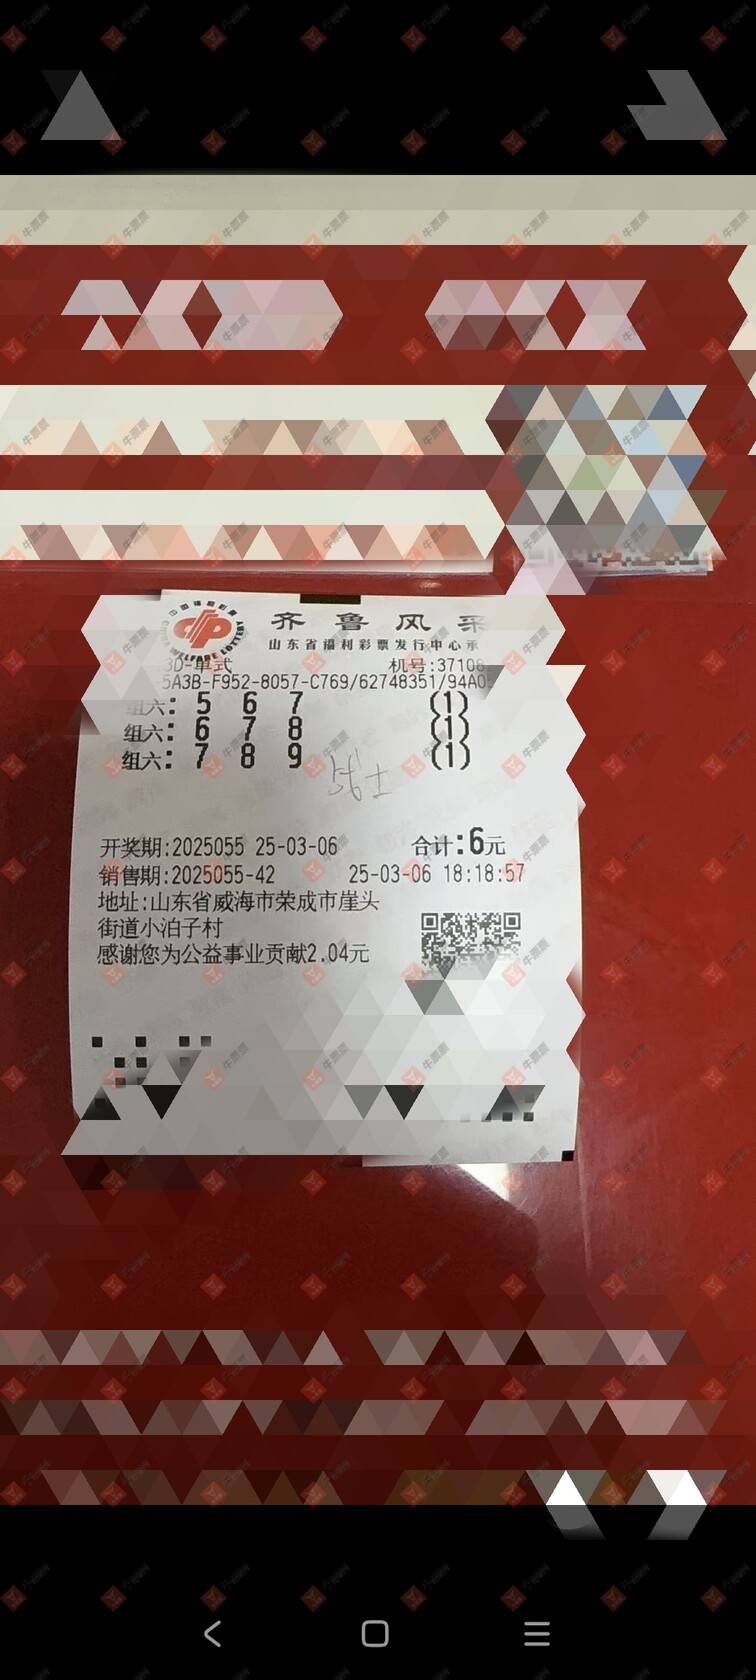 齐鲁风采
山东省福利彩票发行中心承
3D-单式 机号:37108
5A3B-F952-8057-C769/62748351/94A0
组六: 5 6 7 (1)
组六: 6 7 8 (1)
组六: 7 8 9 (1)
开奖期:2025055 25-03-06 合计:6元
销售期:2025055-42 25-03-06 18:18:57
地址:山东省威海市荣成市崖头
街道小泊子村
感谢您为公益事业贡献2.04元
牛票票